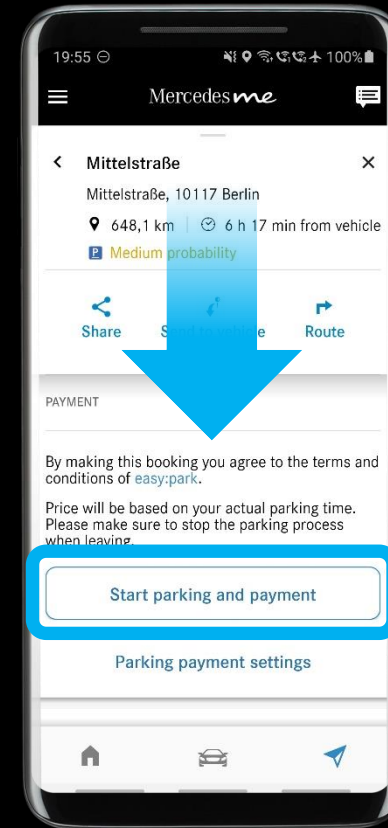 19:55
100%
Mercedes me
Mittelstraße
Mittelstraße, 10117 Berlin
648,1 km | 6 h 17 min from vehicle
P Medium probability
Share Send to vehicle Route
PAYMENT
By making this booking you agree to the terms and
conditions of easy:park.
Price will be based on your actual parking time.
Please make sure to stop the parking process
when leaving.
Start parking and payment
Parking payment settings